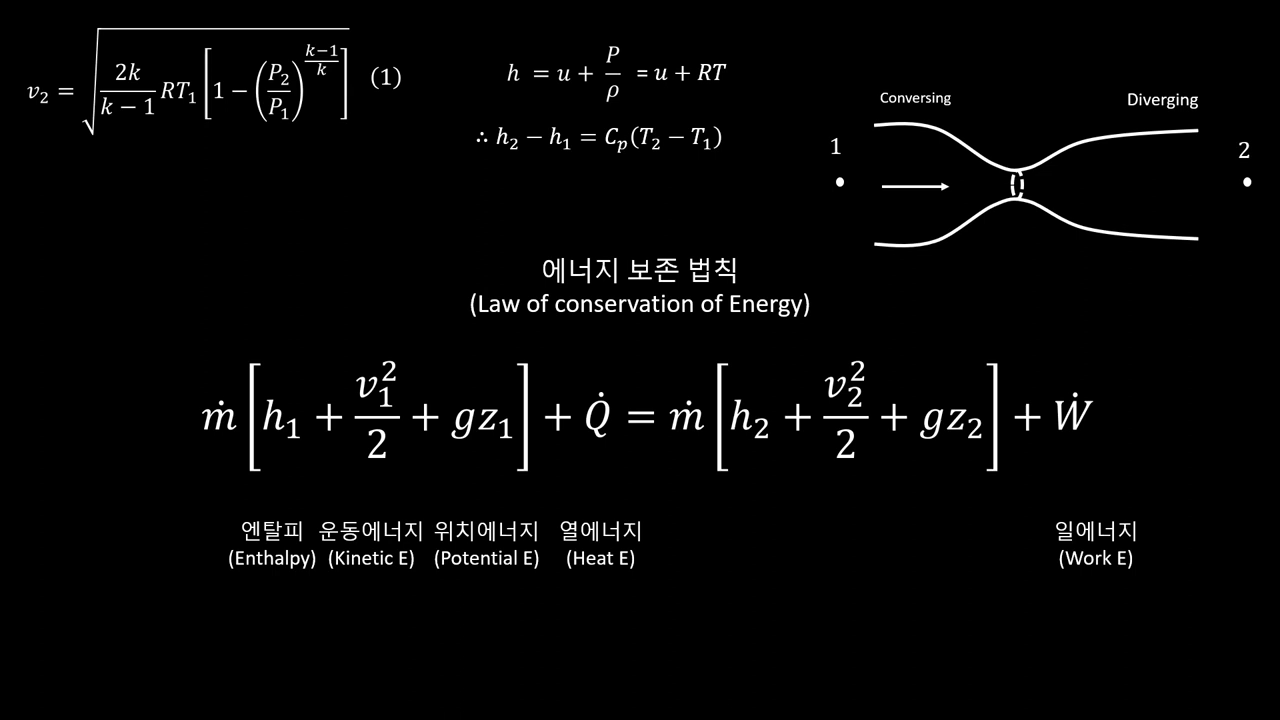 v₂ = √(2k/(k−1) RT₁ [1 − (P₂/P₁)^((k−1)/k)]) (1)
h = u + P/ρ = u + RT
∴ h₂ − h₁ = Cₚ(T₂ − T₁)
Conversing
Diverging
1
2
에너지 보존 법칙
(Law of conservation of Energy)
ṁ[h₁ + v₁²/2 + gz₁] + Q̇ = ṁ[h₂ + v₂²/2 + gz₂] + Ẇ
엔탈피 운동에너지 위치에너지 열에너지 일에너지
(Enthalpy) (Kinetic E) (Potential E) (Heat E) (Work E)